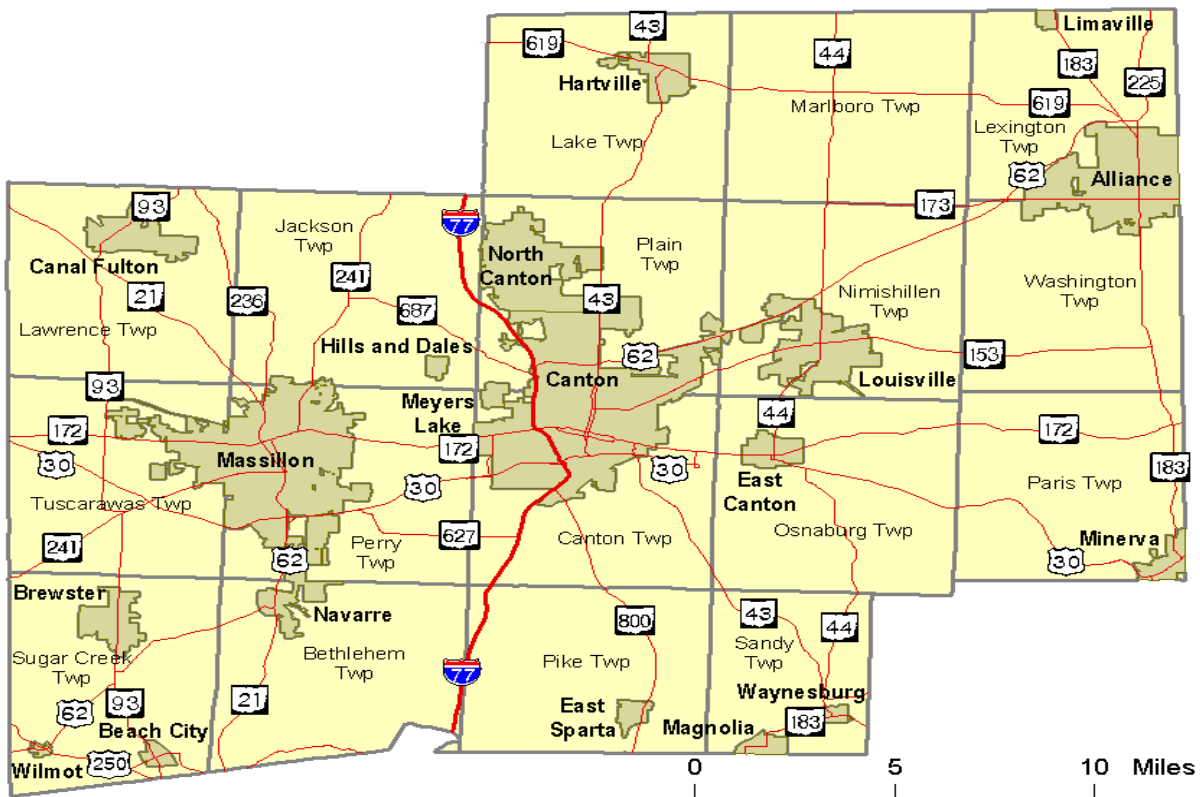 43
Limaville
619
44
183
Hartville
225
Marlboro Twp
619
Lake Twp
Lexington
Twp
62
Alliance
93
173
77
Jackson
Twp
North
Canton
Plain
Twp
Canal Fulton
241
21
236
43
Nimishillen
Twp
Washington
Twp
687
Lawrence Twp
Hills and Dales
62
153
Canton
Louisville
93
Meyers
Lake
44
172
172
172
30
Massillon
30
30
183
East
Canton
Paris Twp
Tuscarawas Twp
Osnaburg Twp
241
Perry
Twp
627
Canton Twp
Minerva
62
30
Brewster
Navarre
800
43
44
Sugar Creek
Twp
Bethlehem
Twp
77
Pike Twp
Sandy
Twp
21
93
62
Waynesburg
East
Sparta
Magnolia
183
Beach City
Wilmot
250
0 5 10 Miles